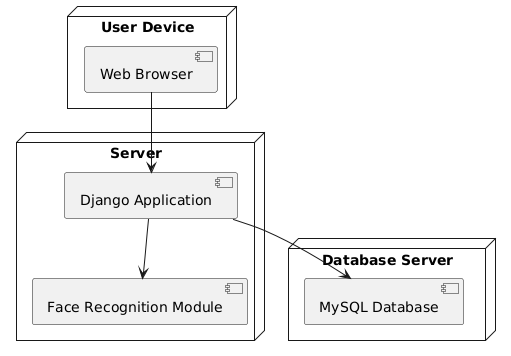 User Device
Web Browser
Server
Django Application
Face Recognition Module
Database Server
MySQL Database